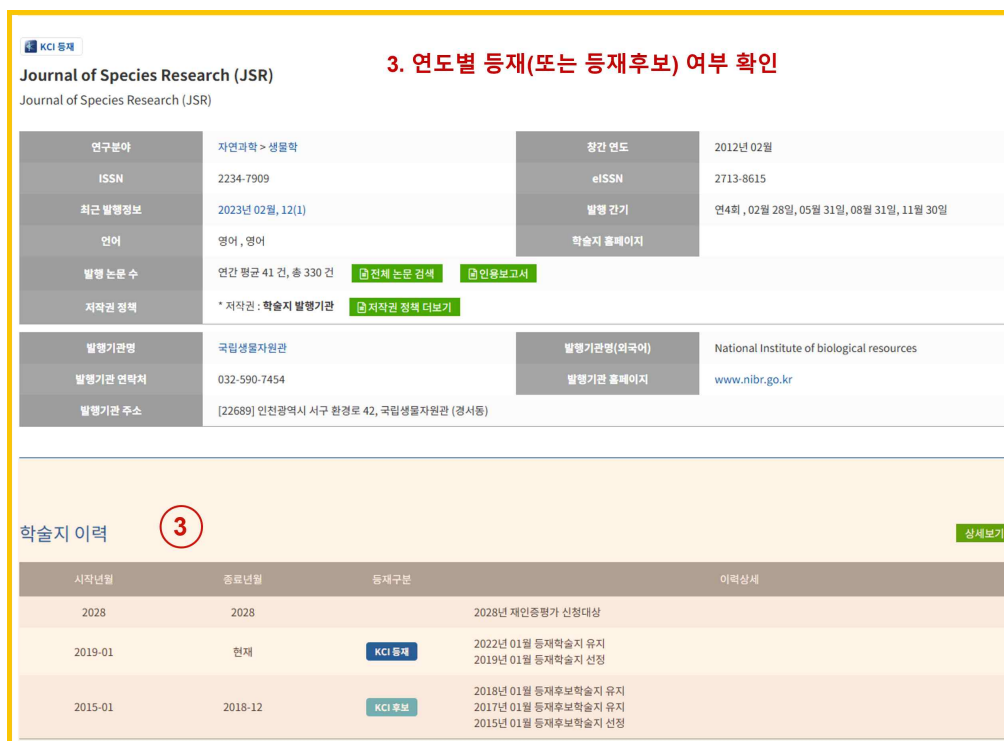 KCI 등재
3. 연도별 등재(또는 등재후보) 여부 확인
Journal of Species Research (JSR)
Journal of Species Research (JSR)
연구분야 자연과학 > 생물학 창간 연도 2012년 02월
ISSN 2234-7909 eISSN 2713-8615
최근 발행정보 2023년 02월, 12(1) 발행 간기 연4회 , 02월 28일, 05월 31일, 08월 31일, 11월 30일
언어 영어 , 영어 학술지 홈페이지
발행 논문 수 연간 평균 41 건, 총 330 건 전체 논문 검색 인용보고서
저작권 정책 * 저작권 : 학술지 발행기관 저작권 정책 더보기
발행기관명 국립생물자원관 발행기관명(외국어) National Institute of biological resources
발행기관 연락처 032-590-7454 발행기관 홈페이지 www.nibr.go.kr
발행기관 주소 [22689] 인천광역시 서구 환경로 42, 국립생물자원관 (경서동)
학술지 이력 3 상세보기
시작년월 종료년월 등재구분 이력상세
2028 2028 2028년 재인증평가 신청대상
2019-01 현재 KCI 등재 2022년 01월 등재학술지 유지
2019년 01월 등재학술지 선정
2015-01 2018-12 KCI 후보 2018년 01월 등재후보학술지 유지
2017년 01월 등재후보학술지 유지
2015년 01월 등재후보학술지 선정